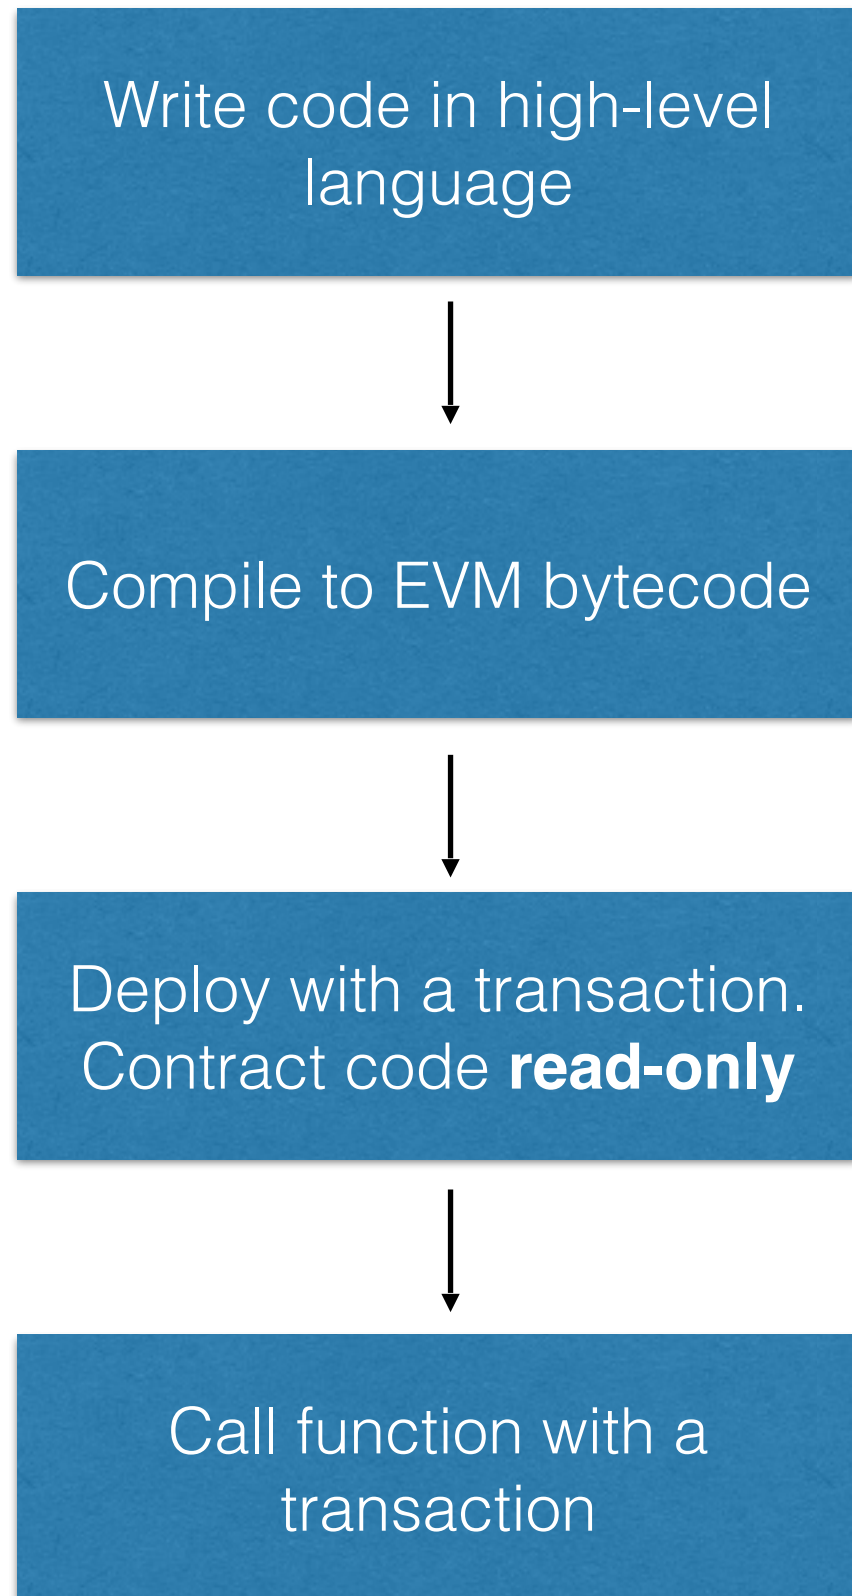 Write code in high-level
language
Compile to EVM bytecode
Deploy with a transaction.
Contract code read-only
Call function with a
transaction